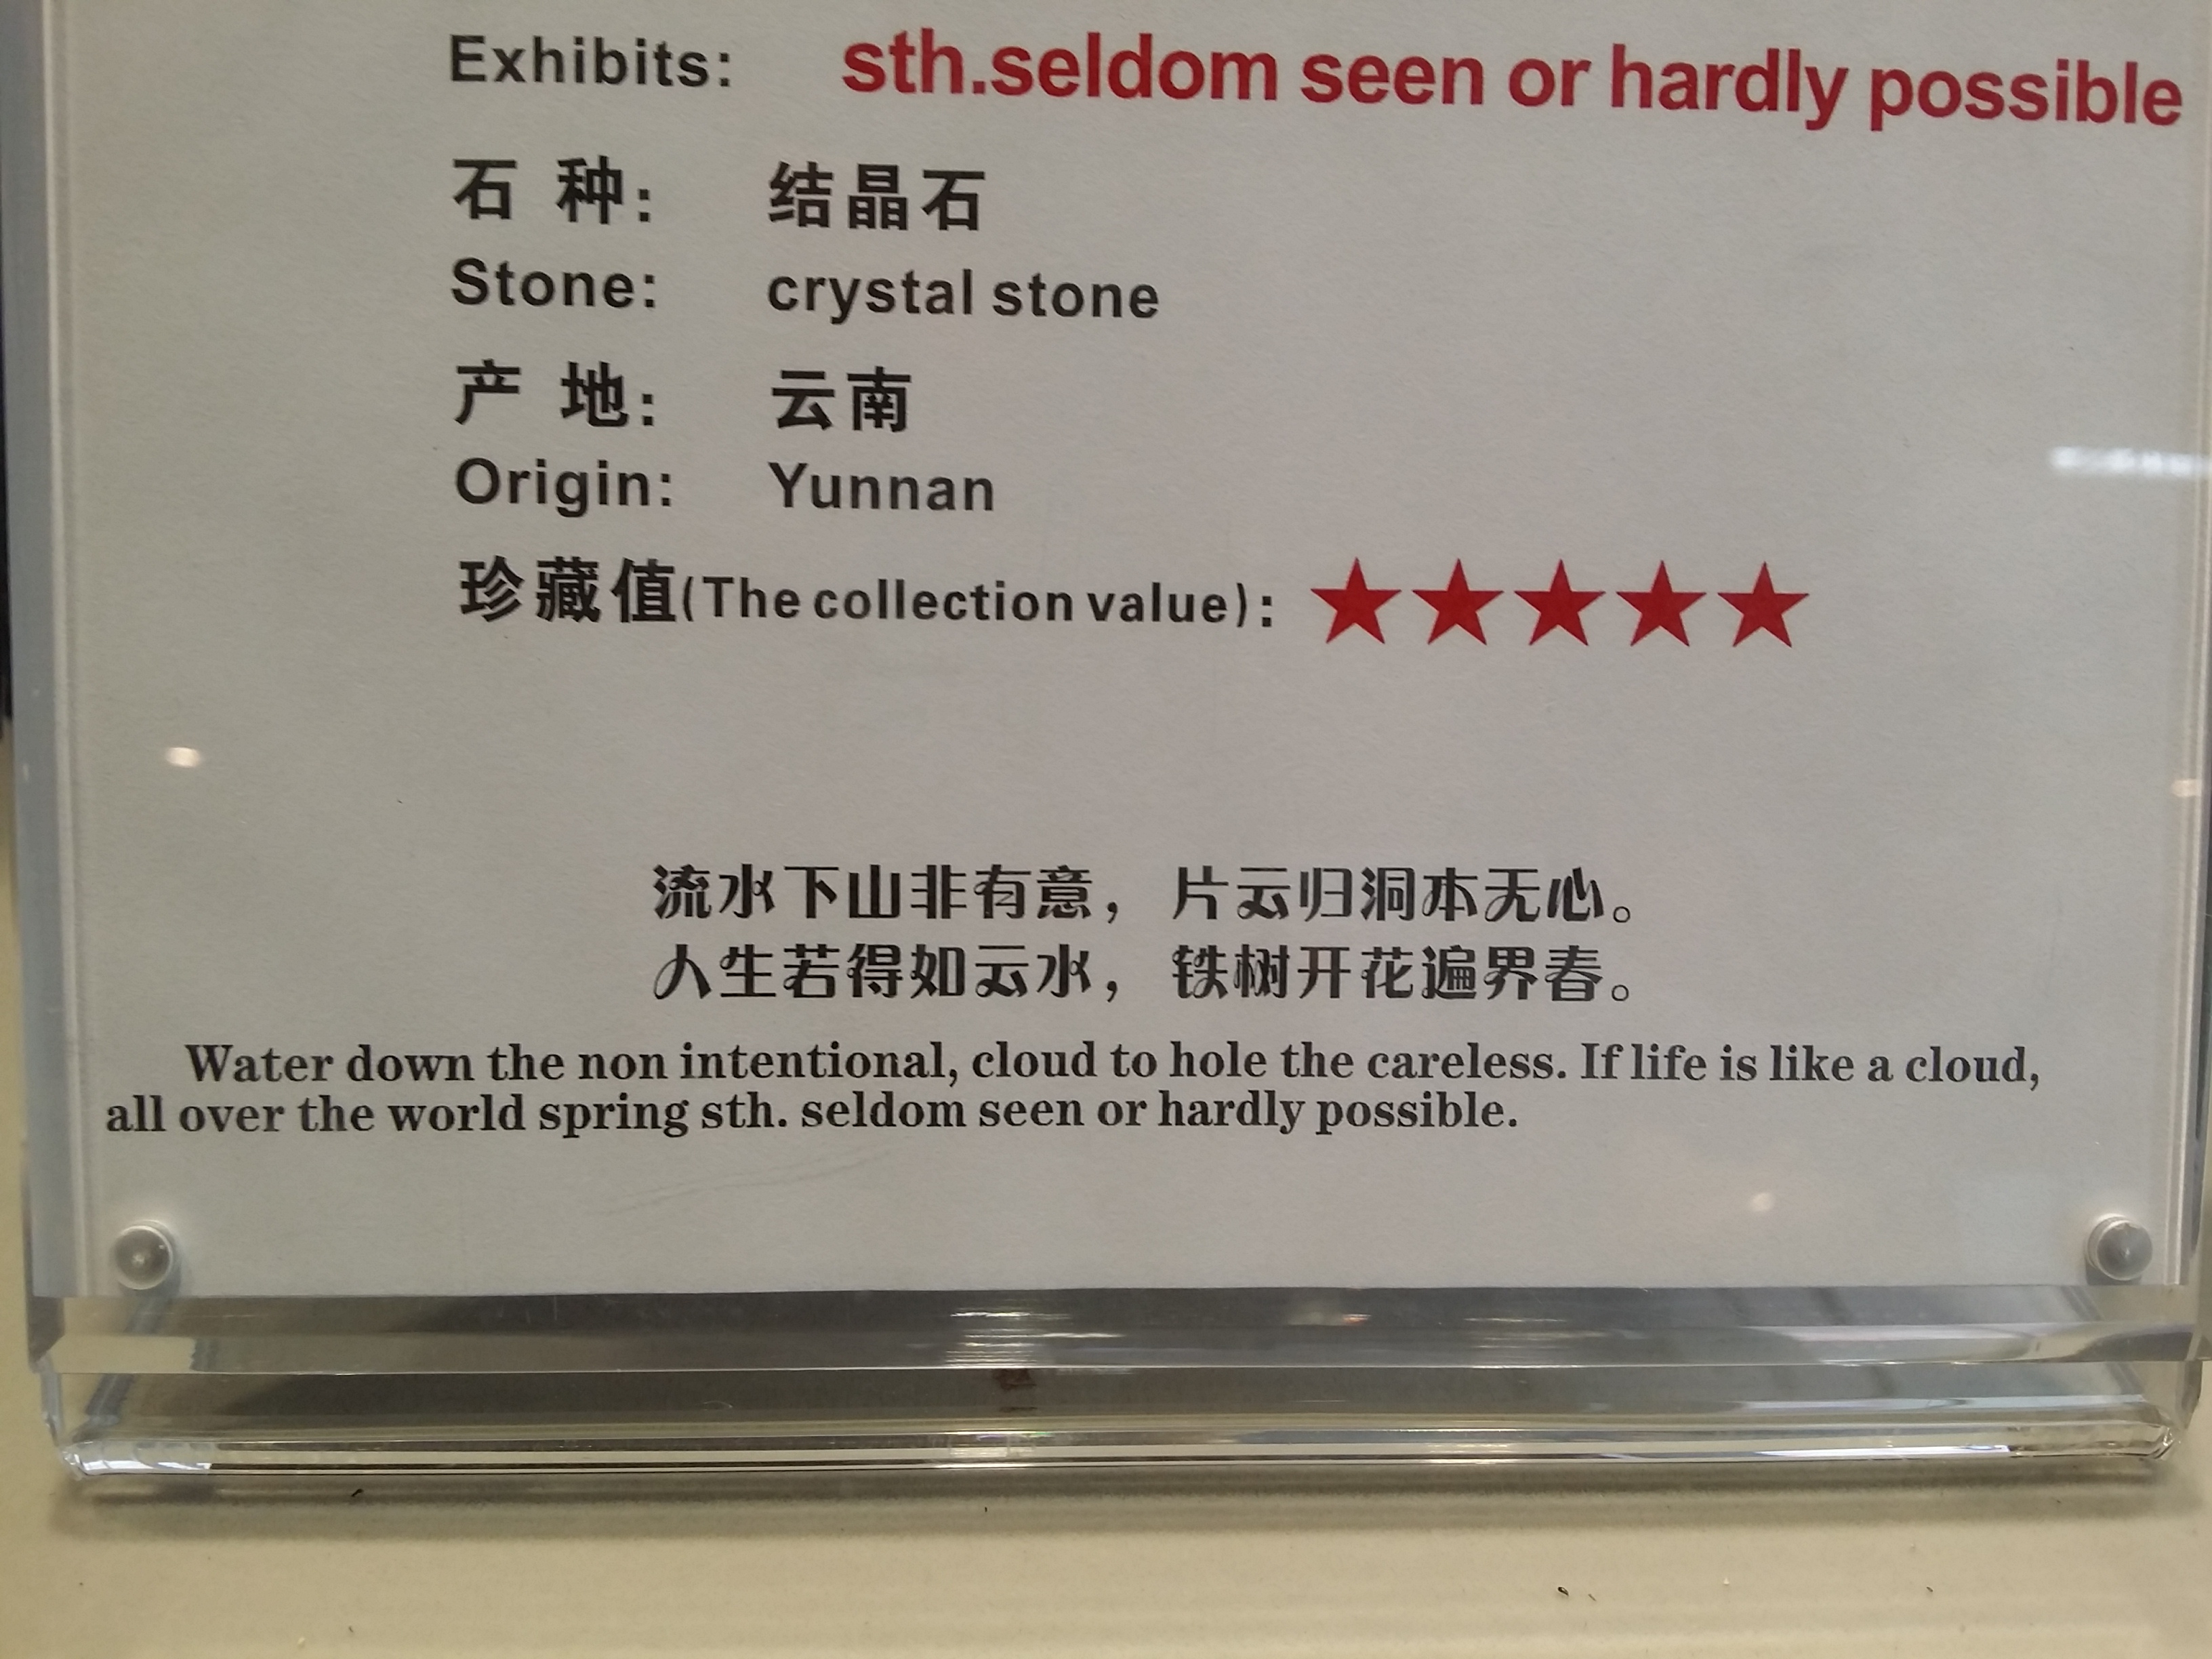 Exhibits: sth.seldom seen or hardly possible
石 种: 结晶石
Stone: crystal stone
产 地: 云南
Origin: Yunnan
珍藏值(The collection value): ★★★★★
流水下山非有意，片云归洞本无心。
人生若得如云水，铁树开花遍界春。
Water down the non intentional, cloud to hole the careless. If life is like a cloud,
all over the world spring sth. seldom seen or hardly possible.